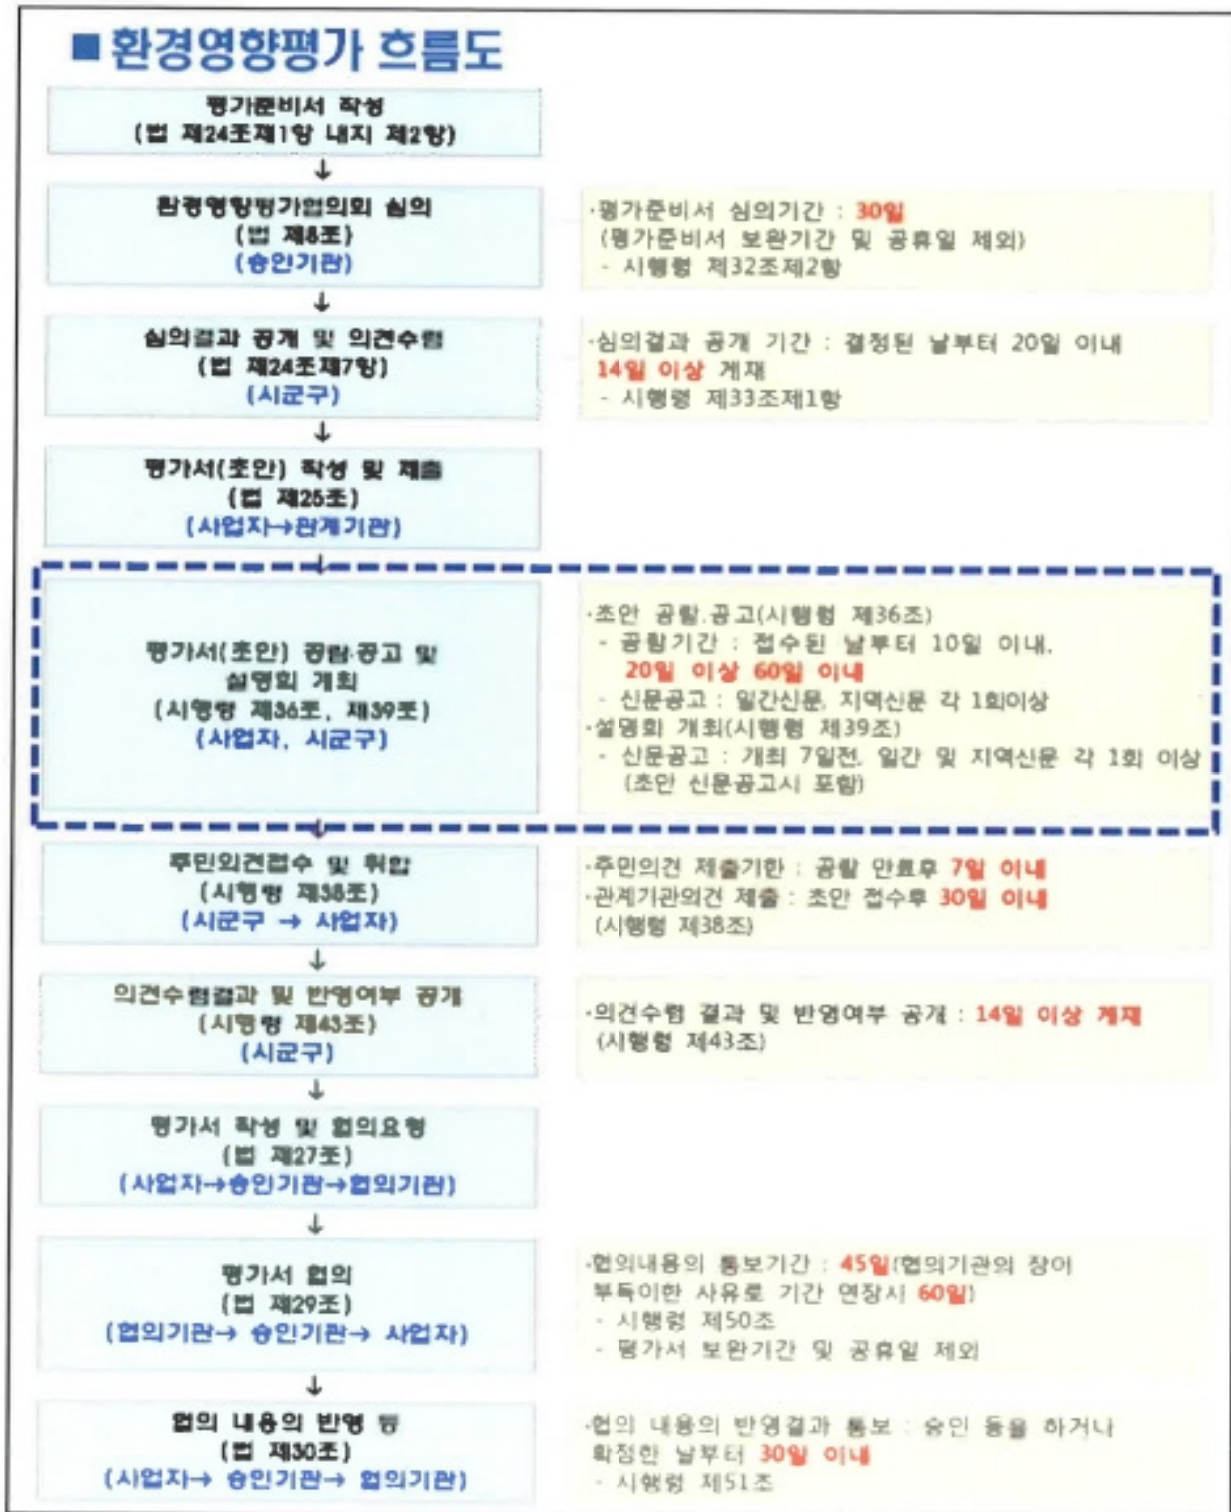 ■ 환경영향평가 흐름도
평가준비서 작성
(법 제24조제1항 내지 제2항)
↓
환경영향평가협의회 심의
(법 제8조)
(승인기관)
·평가준비서 심의기간 : 30일
(평가준비서 보완기간 및 공휴일 제외)
- 시행령 제32조제2항
↓
심의결과 공개 및 의견수렴
(법 제24조제7항)
(시군구)
·심의결과 공개 기간 : 결정된 날부터 20일 이내
14일 이상 게재
- 시행령 제33조제1항
↓
평가서(초안) 작성 및 제출
(법 제25조)
(사업자→관계기관)
↓
평가서(초안) 공람·공고 및
설명회 개최
(시행령 제36조, 제39조)
(사업자, 시군구)
·초안 공람.공고(시행령 제36조)
- 공람기간 : 접수된 날부터 10일 이내,
20일 이상 60일 이내
- 신문공고 : 일간신문, 지역신문 각 1회이상
·설명회 개최(시행령 제39조)
- 신문공고 : 개최 7일전, 일간 및 지역신문 각 1회 이상
(초안 신문공고시 포함)
↓
주민의견접수 및 취합
(시행령 제38조)
(시군구 → 사업자)
·주민의견 제출기한 : 공람 만료후 7일 이내
·관계기관의견 제출 : 초안 접수후 30일 이내
(시행령 제38조)
↓
의견수렴결과 및 반영여부 공개
(시행령 제43조)
(시군구)
·의견수렴 결과 및 반영여부 공개 : 14일 이상 게재
(시행령 제43조)
↓
평가서 작성 및 협의요청
(법 제27조)
(사업자→승인기관→협의기관)
↓
평가서 협의
(법 제29조)
(협의기관→ 승인기관→ 사업자)
·협의내용의 통보기간 : 45일(협의기관의 장이
부득이한 사유로 기간 연장시 60일)
- 시행령 제50조
- 평가서 보완기간 및 공휴일 제외
↓
협의 내용의 반영 등
(법 제30조)
(사업자→ 승인기관→ 협의기관)
·협의 내용의 반영결과 통보 : 승인 등을 하거나
확정한 날부터 30일 이내
- 시행령 제51조